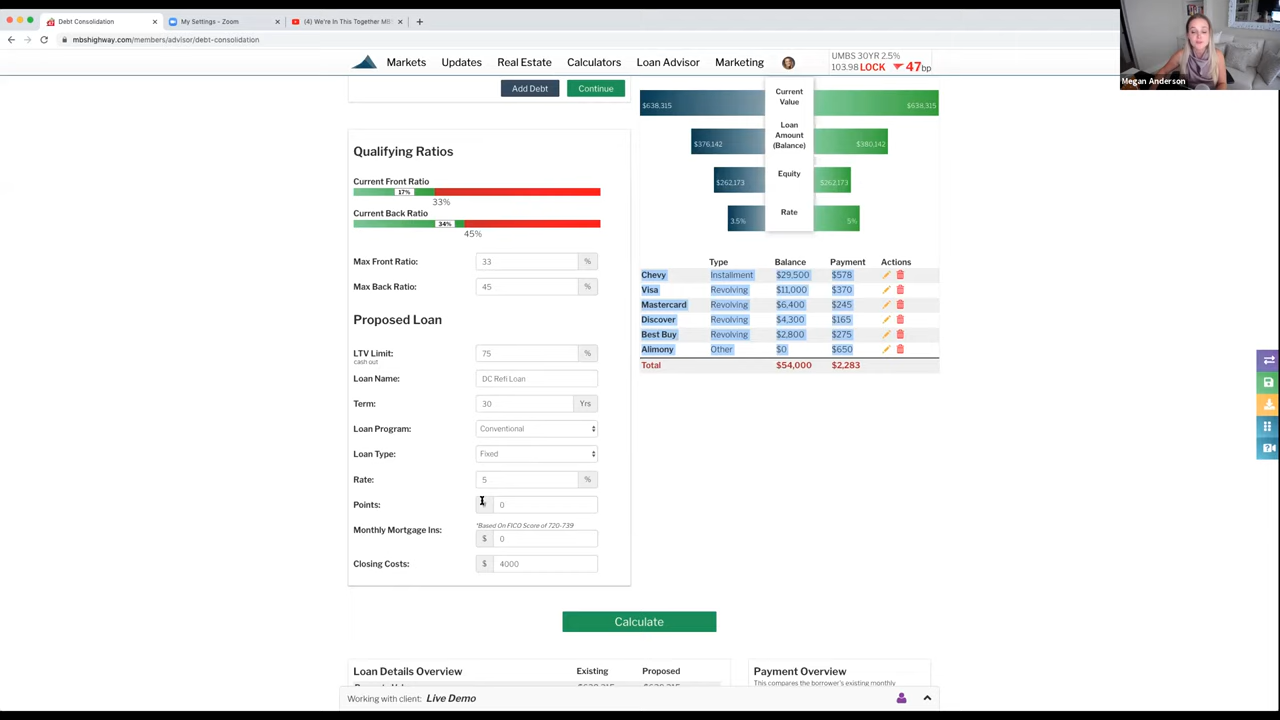 Debt Consolidation
My Settings - Zoom
(4) We're In This Together MB
mbshighway.com/members/advisor/debt-consolidation
Megan Anderson
Markets Updates Real Estate Calculators Loan Advisor Marketing
UMBS 30YR 2.5%
103.98 LOCK 47bp
Add Debt Continue
Current Value
$638,315 $638,315
Loan Amount (Balance)
$376,142 $380,142
Equity
$262,173 $262,173
Rate
3.5% 5%
Qualifying Ratios
Current Front Ratio
17%
33%
Current Back Ratio
34%
45%
Max Front Ratio: 33 %
Max Back Ratio: 45 %
Proposed Loan
LTV Limit: 75 %
cash out
Loan Name: DC Refi Loan
Term: 30 Yrs
Loan Program: Conventional
Loan Type: Fixed
Rate: 5 %
Points: 0
*Based On FICO Score of 720-739
Monthly Mortgage Ins: $ 0
Closing Costs: $ 4000
Type Balance Payment Actions
Chevy Installment $29,500 $578
Visa Revolving $11,000 $370
Mastercard Revolving $6,400 $245
Discover Revolving $4,300 $165
Best Buy Revolving $2,800 $275
Alimony Other $0 $650
Total $54,000 $2,283
Calculate
Loan Details Overview Existing Proposed
Payment Overview
This compares the borrower's existing monthly
Working with client: Live Demo